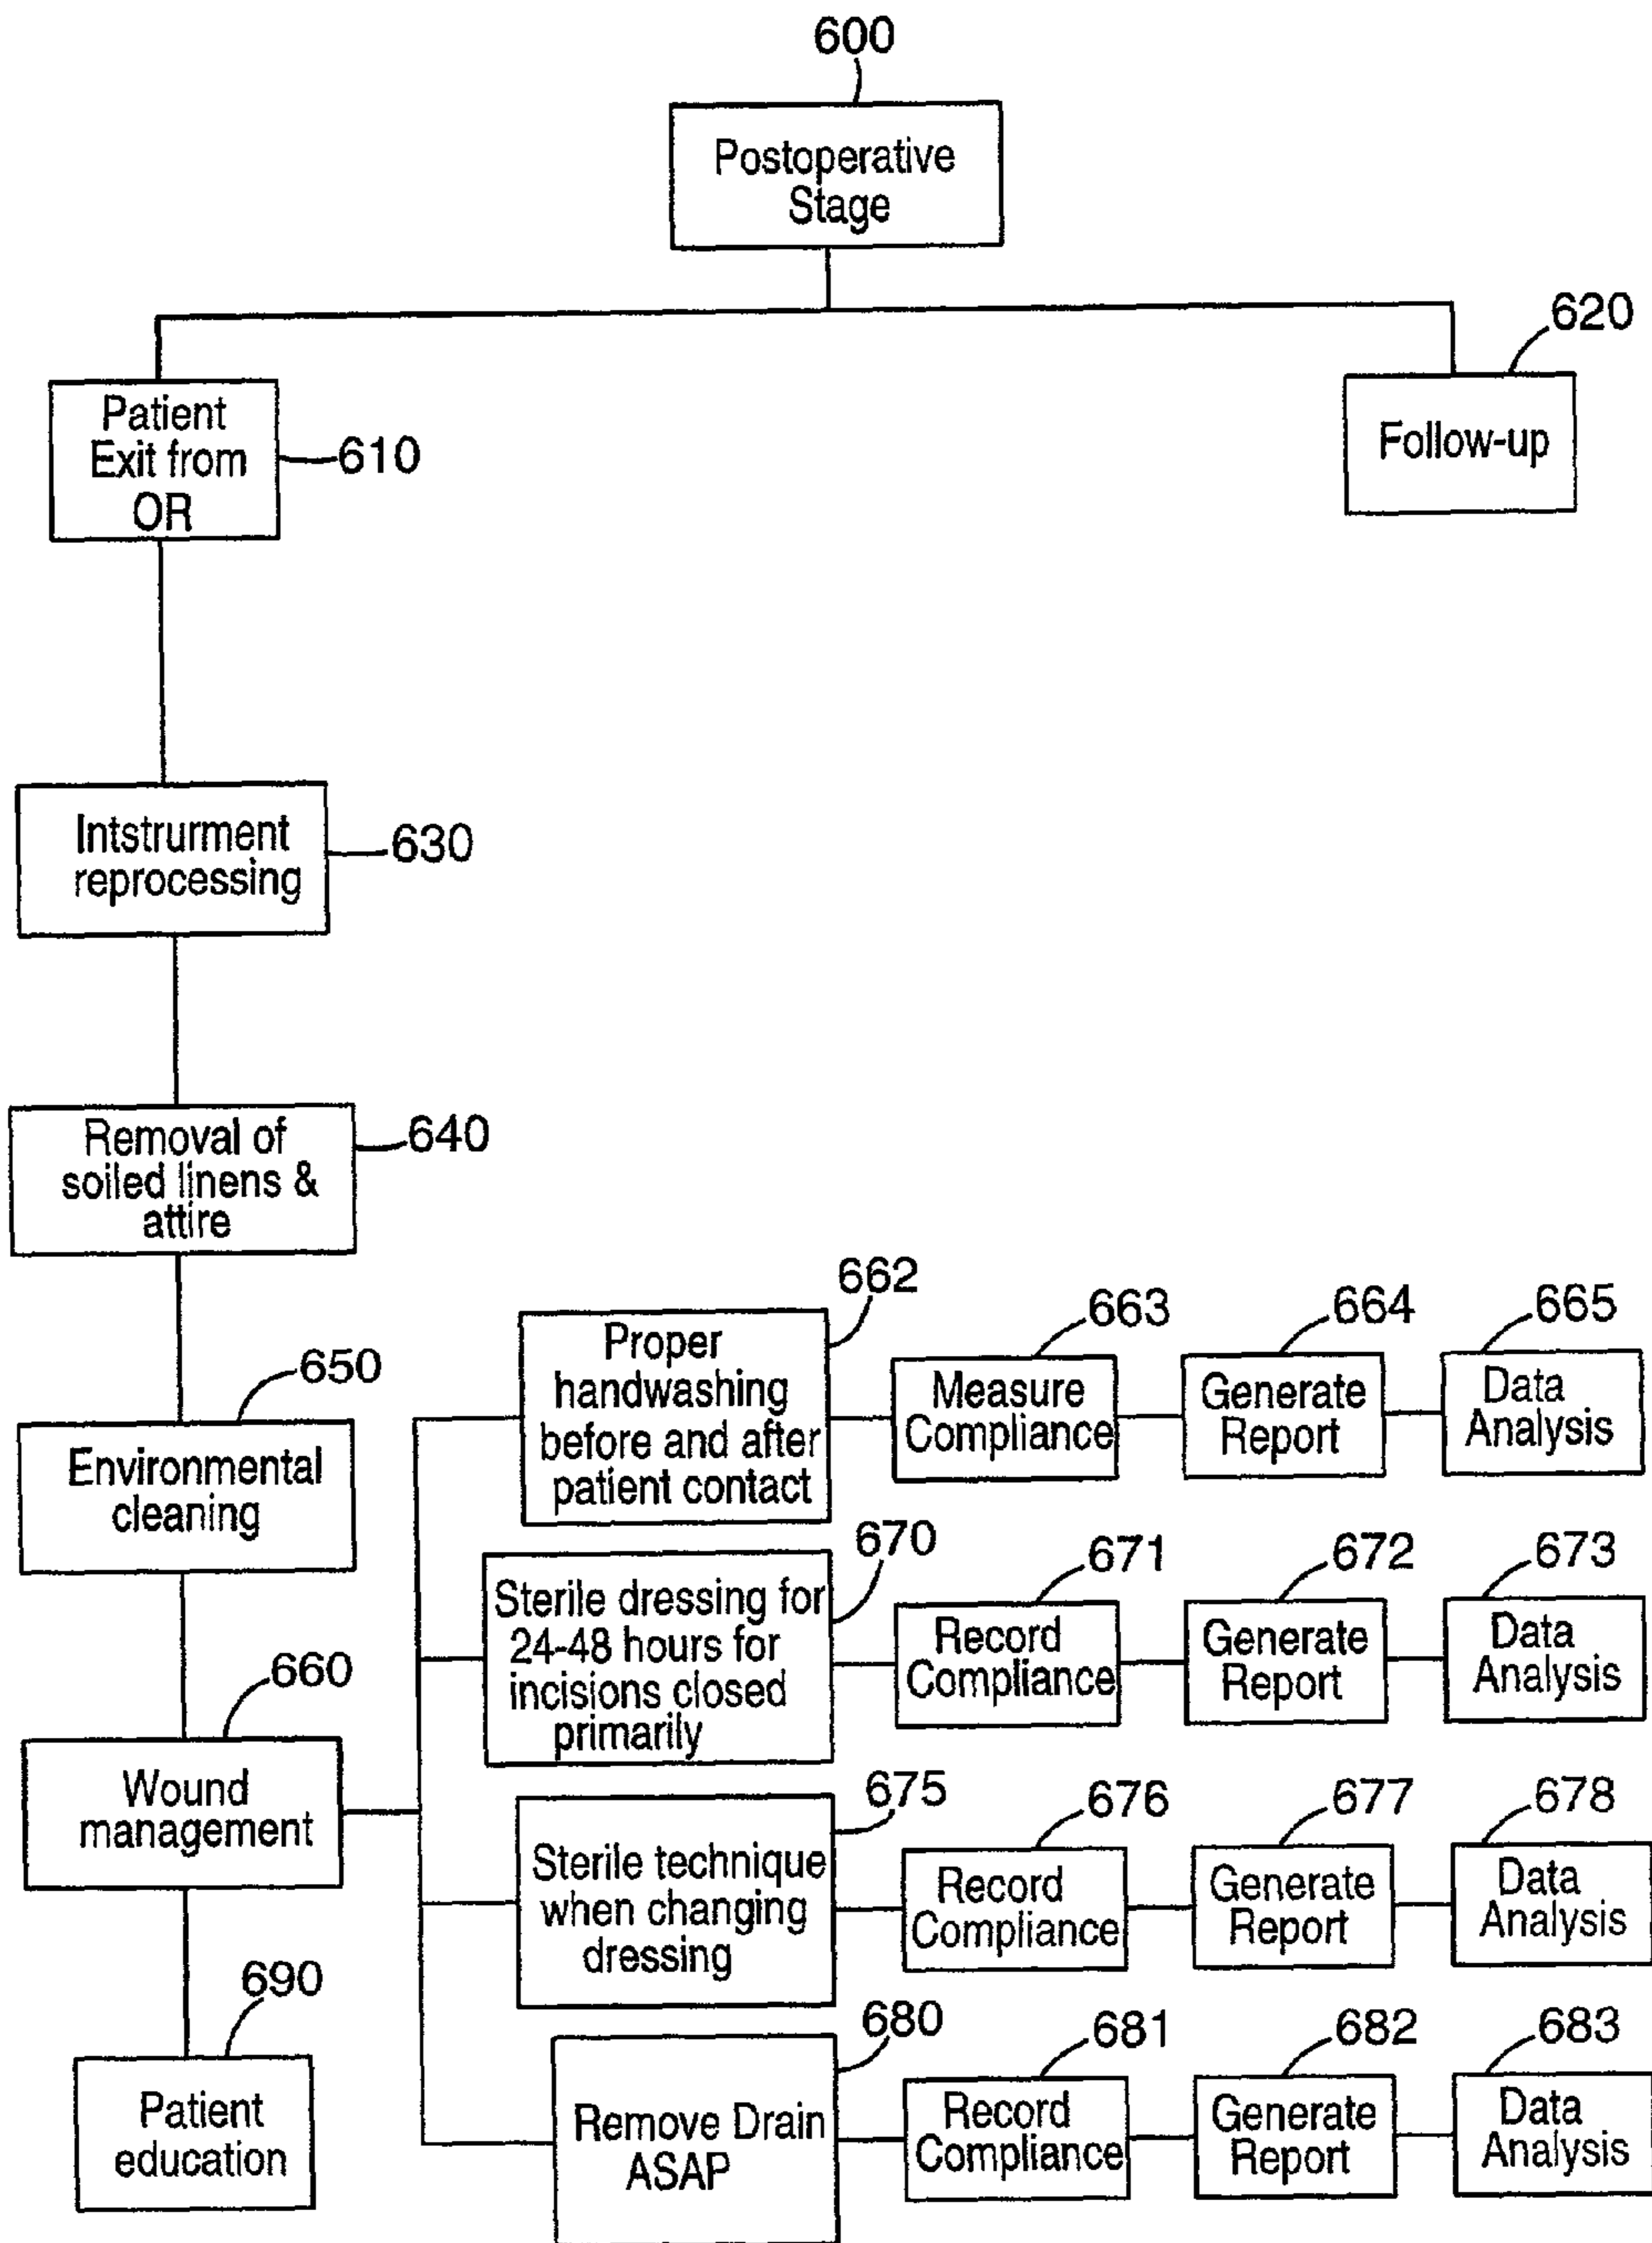 600
Postoperative
Stage
620
Patient
Exit from
OR
610
Follow-up
Intstrurment
reprocessing
630
Removal of
soiled linens &
attire
640
650
Environmental
cleaning
660
Wound
management
690
Patient
education
662
Proper
handwashing
before and after
patient contact
663
Measure
Compliance
664
Generate
Report
665
Data
Analysis
670
Sterile dressing for
24-48 hours for
incisions closed
primarily
671
Record
Compliance
672
Generate
Report
673
Data
Analysis
675
Sterile technique
when changing
dressing
676
Record
Compliance
677
Generate
Report
678
Data
Analysis
680
Remove Drain
ASAP
681
Record
Compliance
682
Generate
Report
683
Data
Analysis